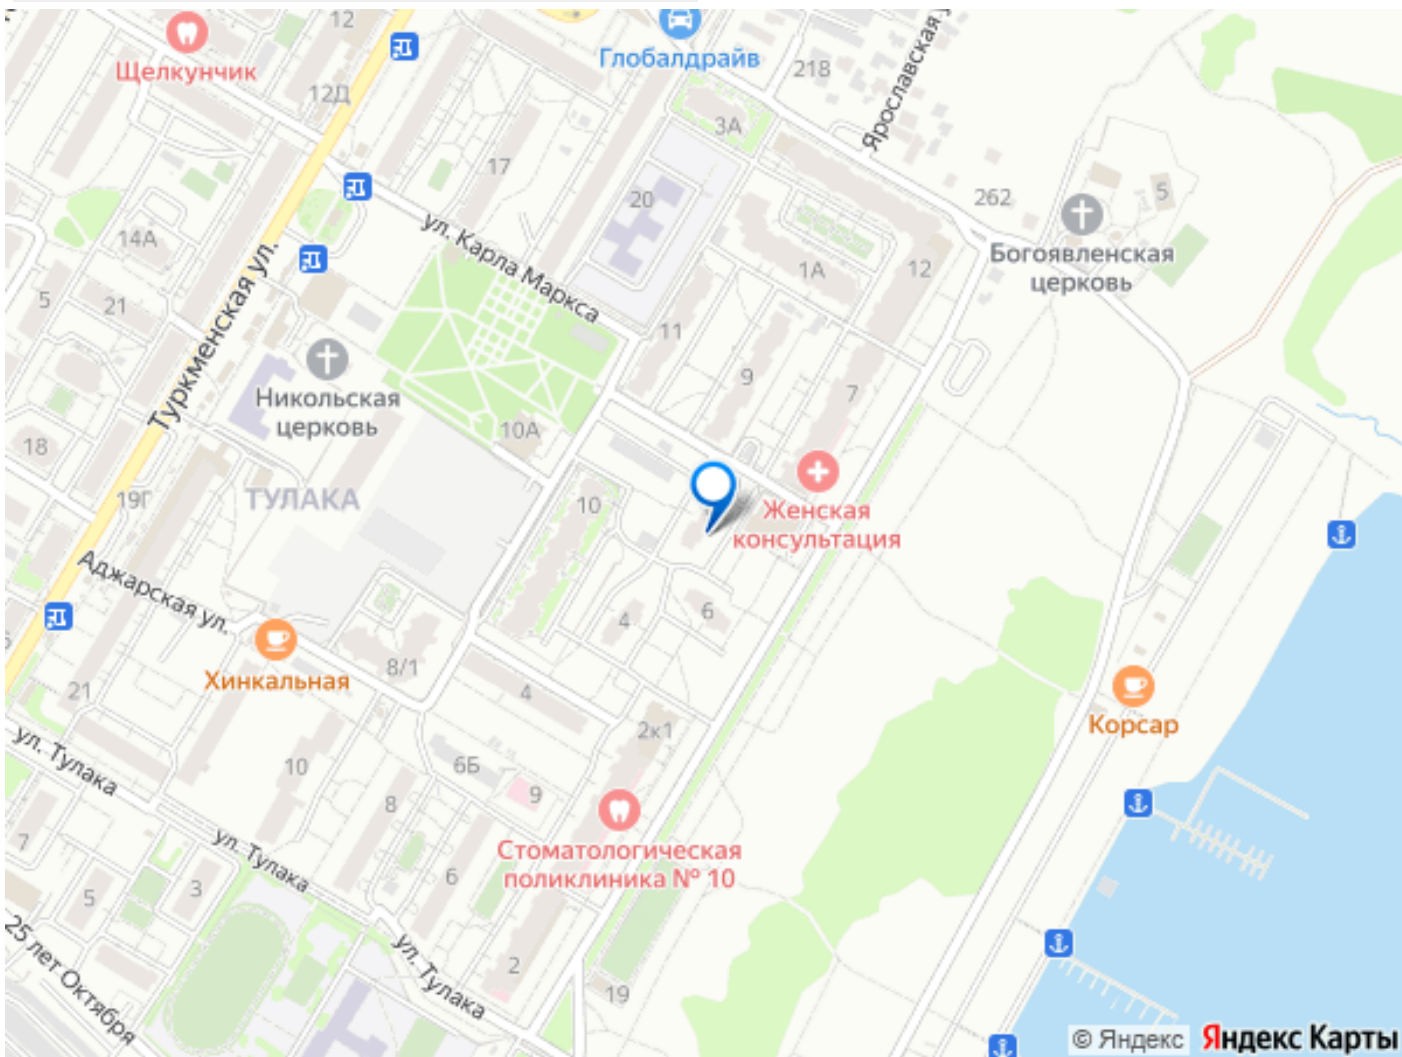 12
Щелкунчик
12Д
Глобалдрайв
218
Ярославская
3А
17
20
262
5
ул. Карла Маркса
Богоявленская
церковь
14А
5
21
Туркменская ул.
1А
12
11
9
7
Никольская
церковь
10А
18
19Г
ТУЛАКА
10
Женская
консультация
Аджарская ул.
4
6
Хинкальная
8/1
4
21
2к1
Корсар
ул. Тулака
10
6Б
8
9
7
ул. Тулака
Стоматологическая
поликлиника № 10
3
5
6
25 лет Октября
ул. Тулака
2
19
© Яндекс Яндекс Карты